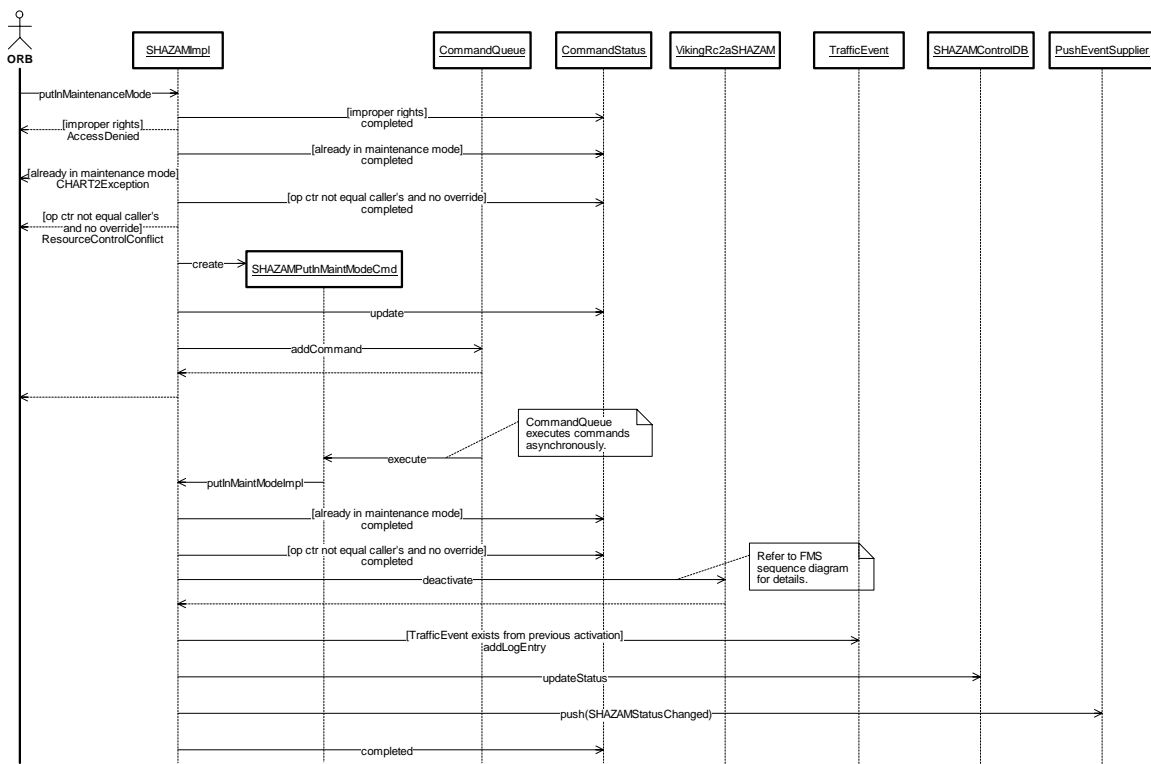 ORB
SHAZAMImpl
CommandQueue
CommandStatus
VikingRc2aSHAZAM
TrafficEvent
SHAZAMControlDB
PushEventSupplier
putInMaintenanceMode
[improper rights]
completed
[improper rights]
AccessDenied
[already in maintenance mode]
completed
[already in maintenance mode]
CHART2Exception
[op ctr not equal caller's and no override]
completed
[op ctr not equal caller's
and no override]
ResourceControlConflict
create
SHAZAMPutInMaintModeCmd
update
addCommand
CommandQueue
executes commands
asynchronously.
execute
putInMaintModeImpl
[already in maintenance mode]
completed
[op ctr not equal caller's and no override]
completed
Refer to FMS
sequence diagram
for details.
deactivate
[TrafficEvent exists from previous activation]
addLogEntry
updateStatus
push(SHAZAMStatusChanged)
completed